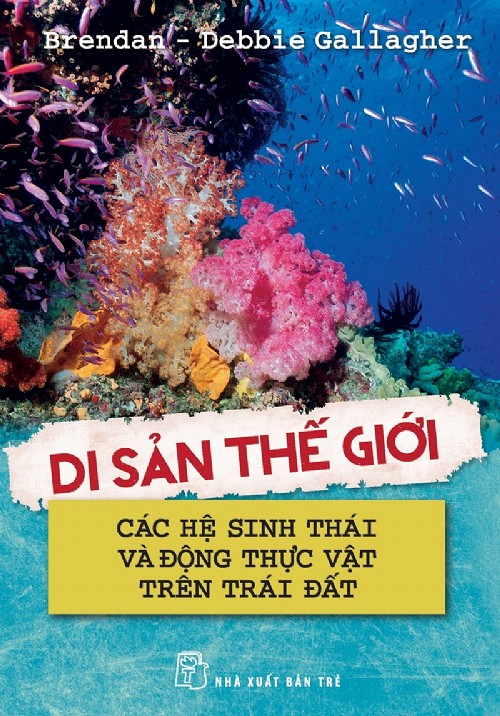 Brendan - Debbie Gallagher
DI SẢN THẾ GIỚI
CÁC HỆ SINH THÁI
VÀ ĐỘNG THỰC VẬT
TRÊN TRÁI ĐẤT
NHÀ XUẤT BẢN TRẺ